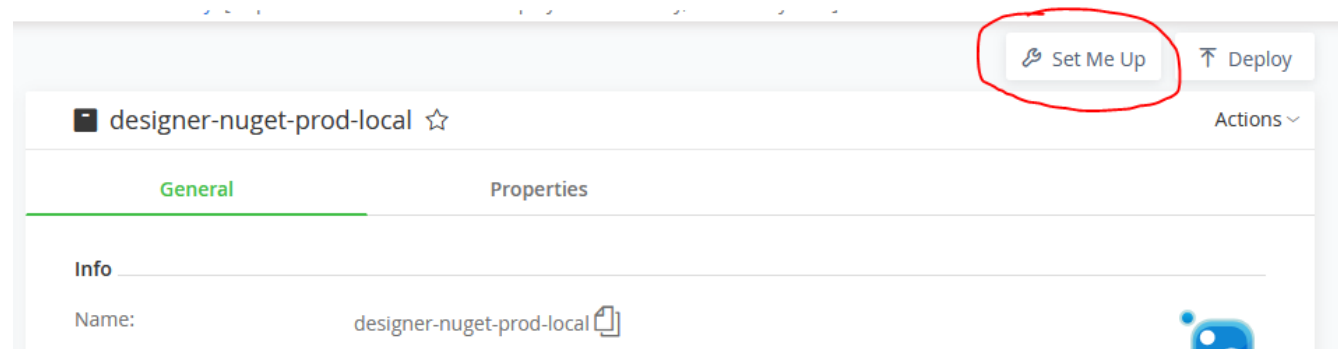 Set Me Up Deploy
designer-nuget-prod-local
Actions
General Properties
Info
Name: designer-nuget-prod-local